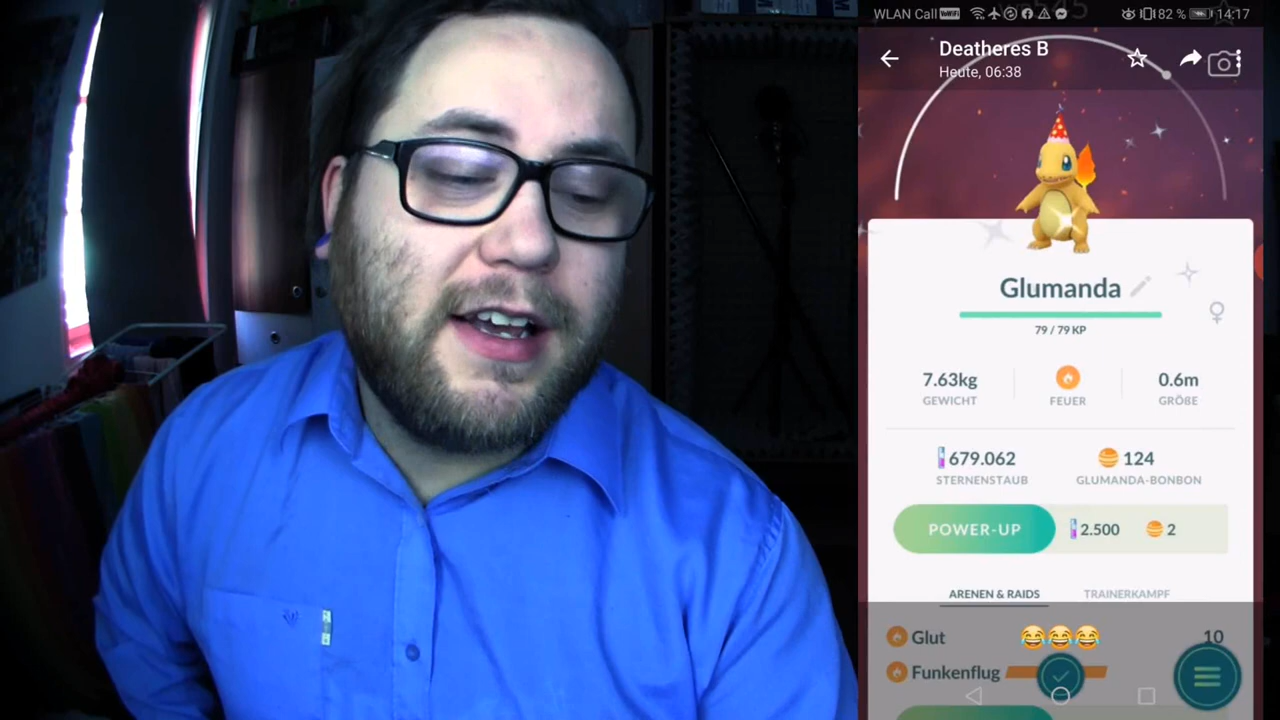 WLAN Call
82 %
14:17
Deatheres B
Heute, 06:38
Glumanda
79 / 79 KP
7.63kg
GEWICHT
FEUER
0.6m
GRÖßE
679.062
STERNENSTAUB
124
GLUMANDA-BONBON
POWER-UP
2.500
2
ARENEN & RAIDS
TRAINERKAMPF
Glut
😂😂😂
10
Funkenflug